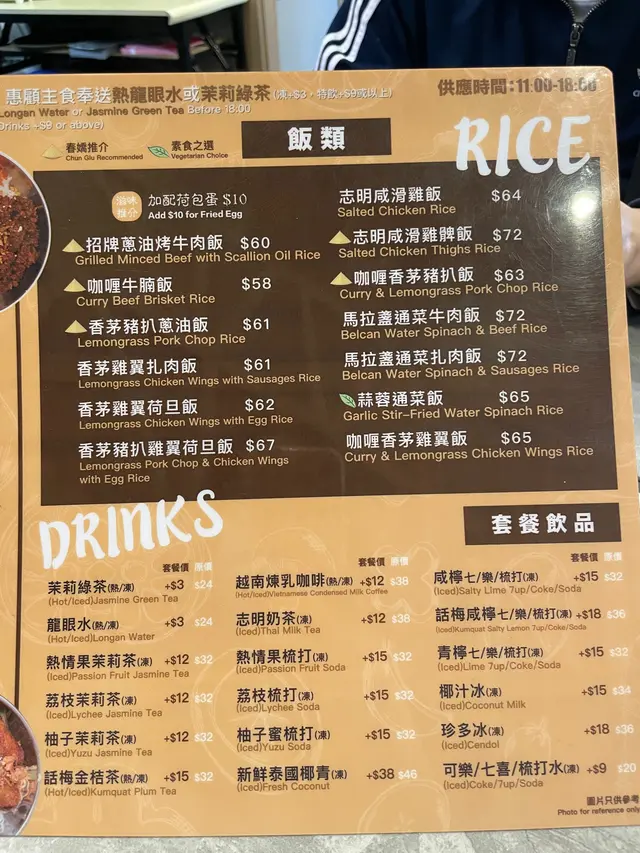 惠顧主食奉送熱龍眼水或茉莉綠茶(凍+$3，特飲+$9或以上)
Longan Water or Jasmine Green Tea Before 18:00
Drinks +$9 or above)
供應時間：11:00-18:00
春嬌推介
Chun Giu Recommended
素食之選
Vegetarian Choice
飯類
RICE
滋味推介
加配荷包蛋 $10
Add $10 for Fried Egg
招牌蔥油烤牛肉飯 $60
Grilled Minced Beef with Scallion Oil Rice
咖喱牛腩飯 $58
Curry Beef Brisket Rice
香茅豬扒蔥油飯 $61
Lemongrass Pork Chop Rice
香茅雞翼扎肉飯 $61
Lemongrass Chicken Wings with Sausages Rice
香茅雞翼荷旦飯 $62
Lemongrass Chicken Wings with Egg Rice
香茅豬扒雞翼荷旦飯 $67
Lemongrass Pork Chop & Chicken Wings
with Egg Rice
志明咸滑雞飯 $64
Salted Chicken Rice
志明咸滑雞髀飯 $72
Salted Chicken Thighs Rice
咖喱香茅豬扒飯 $63
Curry & Lemongrass Pork Chop Rice
馬拉盞通菜牛肉飯 $72
Belcan Water Spinach & Beef Rice
馬拉盞通菜扎肉飯 $72
Belcan Water Spinach & Sausages Rice
蒜蓉通菜飯 $65
Garlic Stir-Fried Water Spinach Rice
咖喱香茅雞翼飯 $65
Curry & Lemongrass Chicken Wings Rice
DRINKS
套餐飲品
套餐價 原價
茉莉綠茶(熱/凍) +$3 $24
(Hot/Iced)Jasmine Green Tea
龍眼水(熱/凍) +$3 $24
(Hot/Iced)Longan Water
熱情果茉莉茶(凍) +$12 $32
(Iced)Passion Fruit Jasmine Tea
荔枝茉莉茶(凍) +$12 $32
(Iced)Lychee Jasmine Tea
柚子茉莉茶(凍) +$12 $32
(Iced)Yuzu Jasmine Tea
話梅金桔茶(熱/凍) +$15 $32
(Hot/Iced)Kumquat Plum Tea
套餐價 原價
越南煉乳咖啡(熱/凍) +$12 $38
(Hot/Iced)Vietnamese Condensed Milk Coffee
志明奶茶(凍) +$12 $38
(Iced)Thai Milk Tea
熱情果梳打(凍) +$15 $32
(Iced)Passion Fruit Soda
荔枝梳打(凍) +$15 $32
(Iced)Lychee Soda
柚子蜜梳打(凍) +$15 $32
(Iced)Yuzu Soda
新鮮泰國椰青(凍) +$38 $46
(Iced)Fresh Coconut
套餐價 原價
咸檸七/樂/梳打(凍) +$15 $32
(Iced)Salty Lime 7up/Coke/Soda
話梅咸檸七/樂/梳打(凍) +$18 $36
(Iced)Kumquat Salty Lemon 7up/Coke/Soda
青檸七/樂/梳打(凍) +$15 $32
(Iced)Lime 7up/Coke/Soda
椰汁冰(凍) +$15 $34
(Iced)Coconut Milk
珍多冰(凍) +$18 $36
(Iced)Cendol
可樂/七喜/梳打水(凍) +$9 $20
(Iced)Coke/7up/Soda
圖片只供參考
Photo for reference only